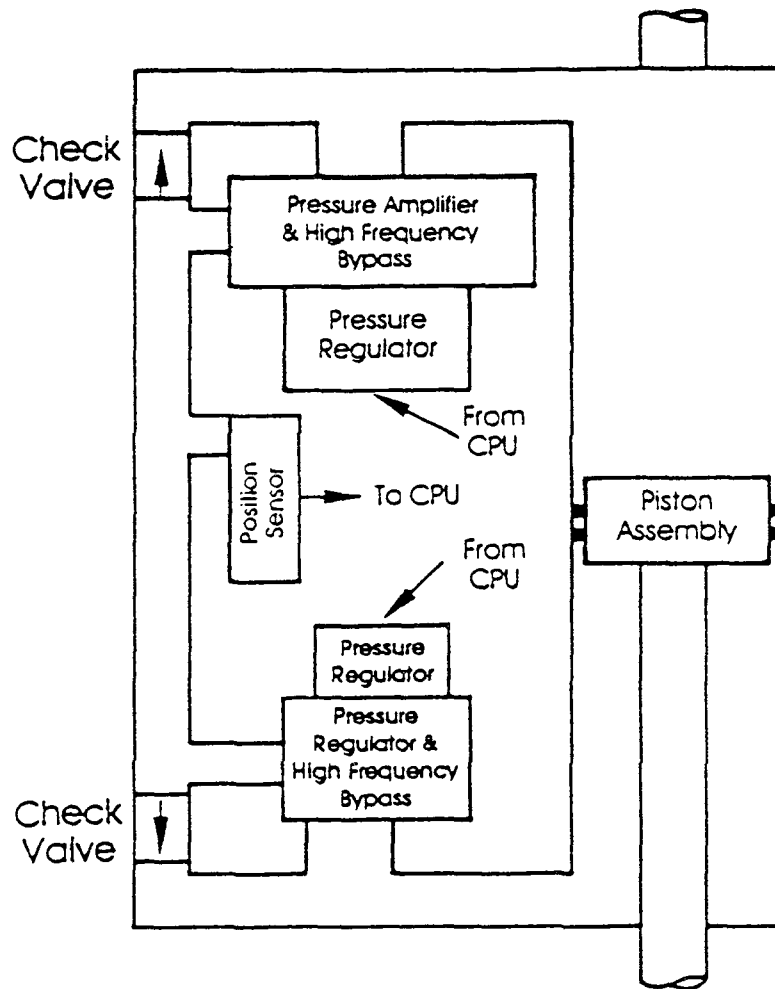 Check
Valve
Pressure Amplifier
& High Frequency
Bypass
Pressure
Regulator
From
CPU
Position
Sensor
To CPU
Piston
Assembly
From
CPU
Pressure
Regulator
Pressure
Regulator &
High Frequency
Bypass
Check
Valve